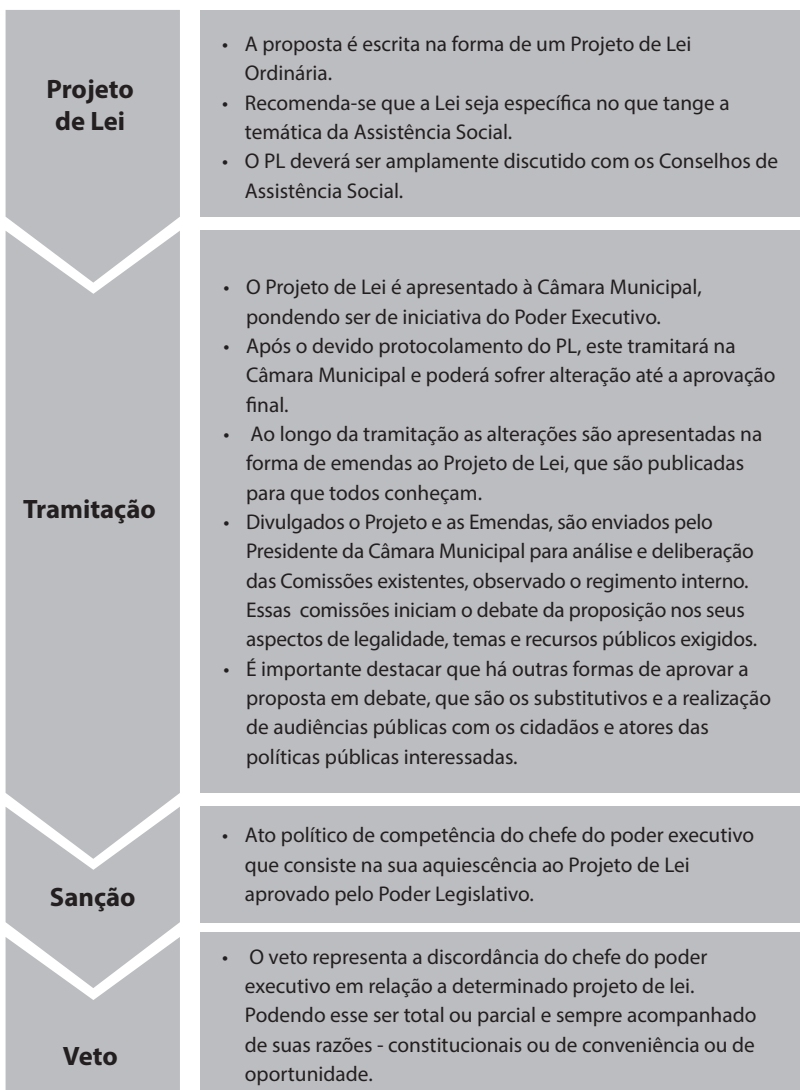 Projeto
de Lei
• A proposta é escrita na forma de um Projeto de Lei
Ordinária.
• Recomenda-se que a Lei seja específica no que tange a
temática da Assistência Social.
• O PL deverá ser amplamente discutido com os Conselhos de
Assistência Social.
Tramitação
• O Projeto de Lei é apresentado à Câmara Municipal,
pondendo ser de iniciativa do Poder Executivo.
• Após o devido protocolamento do PL, este tramitará na
Câmara Municipal e poderá sofrer alteração até a aprovação
final.
• Ao longo da tramitação as alterações são apresentadas na
forma de emendas ao Projeto de Lei, que são publicadas
para que todos conheçam.
• Divulgados o Projeto e as Emendas, são enviados pelo
Presidente da Câmara Municipal para análise e deliberação
das Comissões existentes, observado o regimento interno.
Essas comissões iniciam o debate da proposição nos seus
aspectos de legalidade, temas e recursos públicos exigidos.
• É importante destacar que há outras formas de aprovar a
proposta em debate, que são os substitutivos e a realização
de audiências públicas com os cidadãos e atores das
políticas públicas interessadas.
Sanção
• Ato político de competência do chefe do poder executivo
que consiste na sua aquiescência ao Projeto de Lei
aprovado pelo Poder Legislativo.
Veto
• O veto representa a discordância do chefe do poder
executivo em relação a determinado projeto de lei.
Podendo esse ser total ou parcial e sempre acompanhado
de suas razões - constitucionais ou de conveniência ou de
oportunidade.